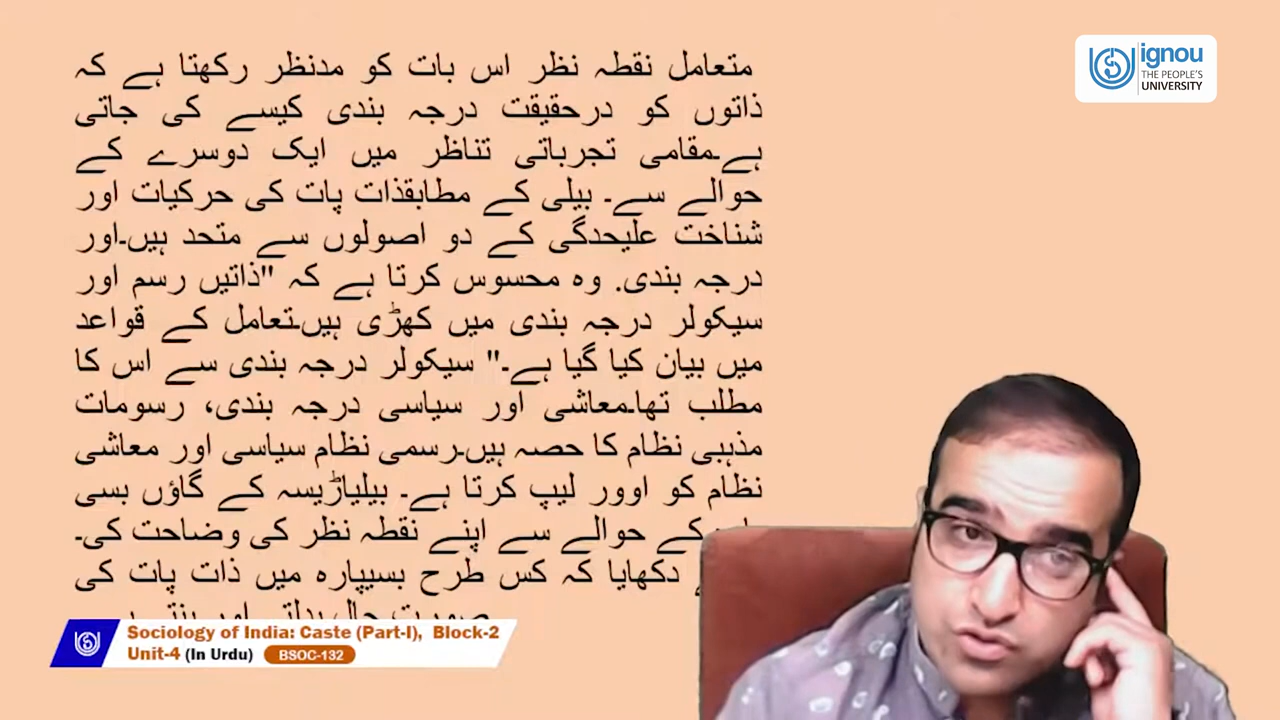 متعامل نقطہ نظر اس بات کو مدنظر رکھتا ہے کہ
ذاتوں کو درحقیقت درجہ بندی کیسے کی جاتی
ہے۔مقامی تجرباتی تناظر میں ایک دوسرے کے
حوالے سے۔ بیلی کے مطابقذات پات کی حرکیات اور
شناخت علیحدگی کے دو اصولوں سے متحد ہیں۔اور
درجہ بندی. وہ محسوس کرتا ہے کہ "ذاتیں رسم اور
سیکولر درجہ بندی میں کھڑی ہیں۔تعامل کے قواعد
میں بیان کیا گیا ہے۔" سیکولر درجہ بندی سے اس کا
مطلب تھا۔معاشی اور سیاسی درجہ بندی، رسومات
مذہبی نظام کا حصہ ہیں۔رسمی نظام سیاسی اور معاشی
نظام کو اوور لیپ کرتا ہے۔ بیلیاڑیسہ کے گاؤں بسی
کے حوالے سے اپنے نقطہ نظر کی وضاحت کی۔
دکھایا کہ کس طرح بسیپارہ میں ذات پات کی
ignou
THE PEOPLE'S
UNIVERSITY
Sociology of India: Caste (Part-I), Block-2
Unit-4 (In Urdu) BSOC-132